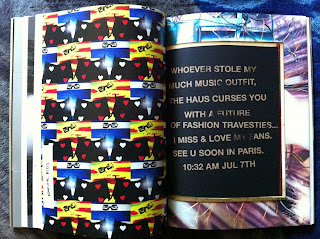 WHOEVER STOLE MY
MUCH MUSIC OUTFIT,
THE HAUS CURSES YOU
WITH A FUTURE
OF FASHION TRAVESTIES...
I MISS & LOVE MY FANS.
SEE U SOON IN PARIS.
10:32 AM JUL 7TH